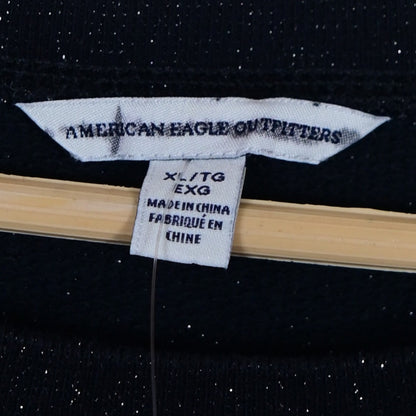 AMERICAN EAGLE OUTFITTERS
XL/TG
EXG
MADE IN CHINA
FABRIQUÉ EN
CHINE